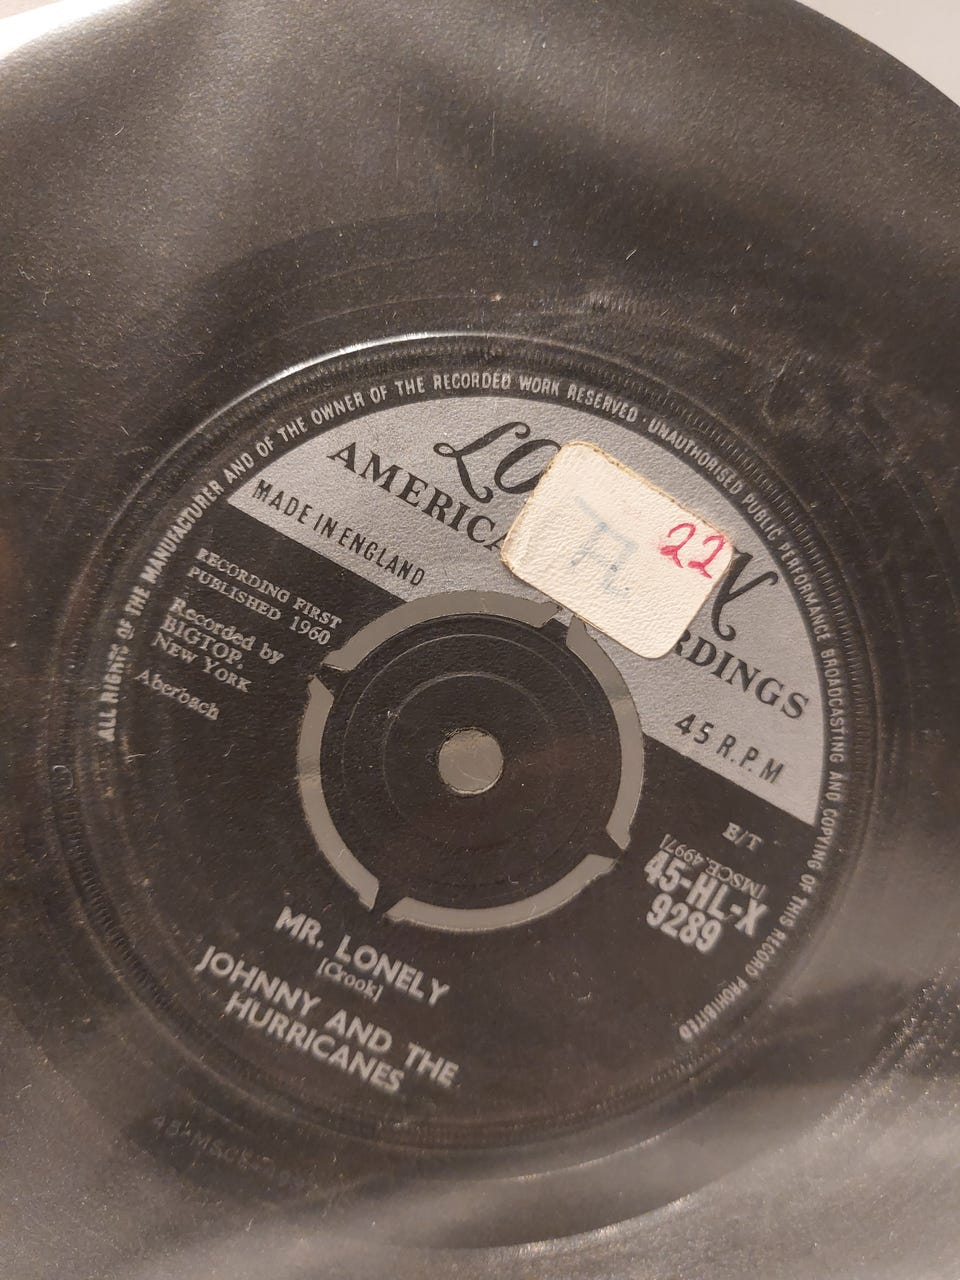 ALL RIGHTS OF THE MANUFACTURER AND OF THE OWNER OF THE RECORDED WORK RESERVED · UNAUTHORISED PUBLIC PERFORMANCE BROADCASTING AND COPYING OF THIS RECORD PROHIBITED
LO N
AMERICA RDINGS
22
MADE IN ENGLAND
45 R.P.M
RECORDING FIRST
PUBLISHED 1960
Recorded by
BIGTOP,
NEW YORK
Aberbach
B/T
[MSCE.4997]
45-HL-X
9289
MR. LONELY
[Crook]
JOHNNY AND THE
HURRICANES